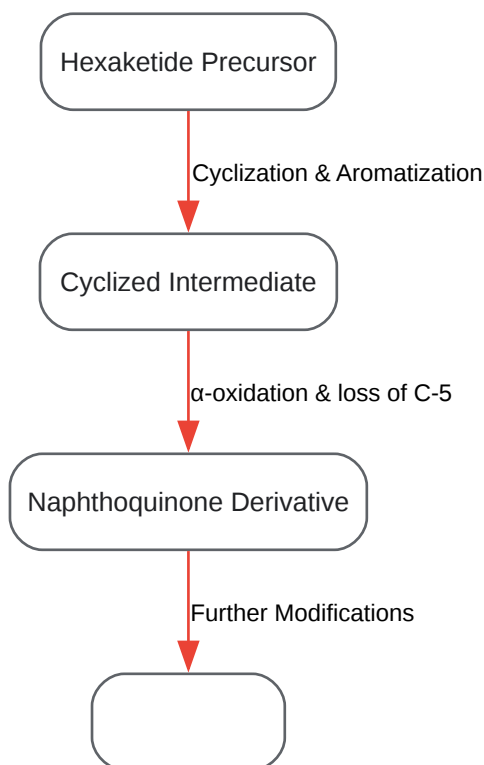 Hexaketide Precursor
Cyclization & Aromatization
Cyclized Intermediate
α-oxidation & loss of C-5
Naphthoquinone Derivative
Further Modifications